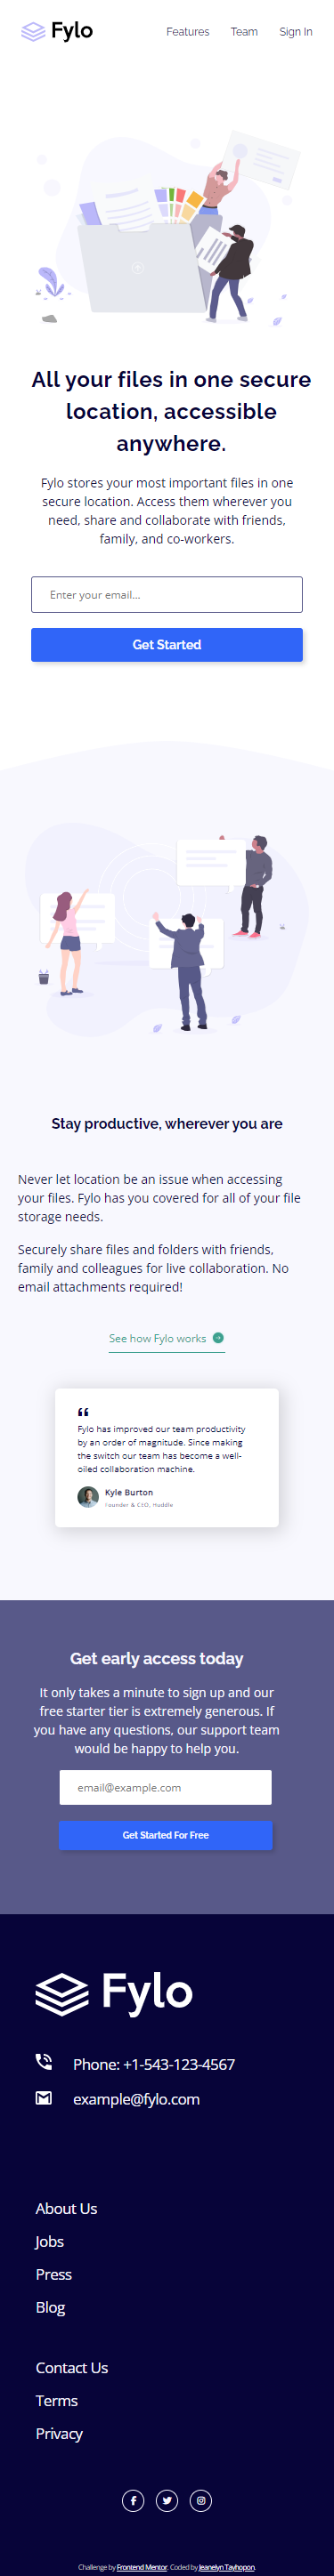 Fylo
Features Team Sign In
All your files in one secure
location, accessible
anywhere.
Fylo stores your most important files in one
secure location. Access them wherever you
need, share and collaborate with friends,
family, and co-workers.
Enter your email...
Get Started
Stay productive, wherever you are
Never let location be an issue when accessing
your files. Fylo has you covered for all of your file
storage needs.
Securely share files and folders with friends,
family and colleagues for live collaboration. No
email attachments required!
See how Fylo works
“
Fylo has improved our team productivity
by an order of magnitude. Since making
the switch our team has become a well-
oiled collaboration machine.
Kyle Burton
Founder & CEO, Huddle
Get early access today
It only takes a minute to sign up and our
free starter tier is extremely generous. If
you have any questions, our support team
would be happy to help you.
email@example.com
Get Started For Free
Fylo
Phone: +1-543-123-4567
example@fylo.com
About Us
Jobs
Press
Blog
Contact Us
Terms
Privacy
Challenge by Frontend Mentor. Coded by Jeanelyn Tayhopon.